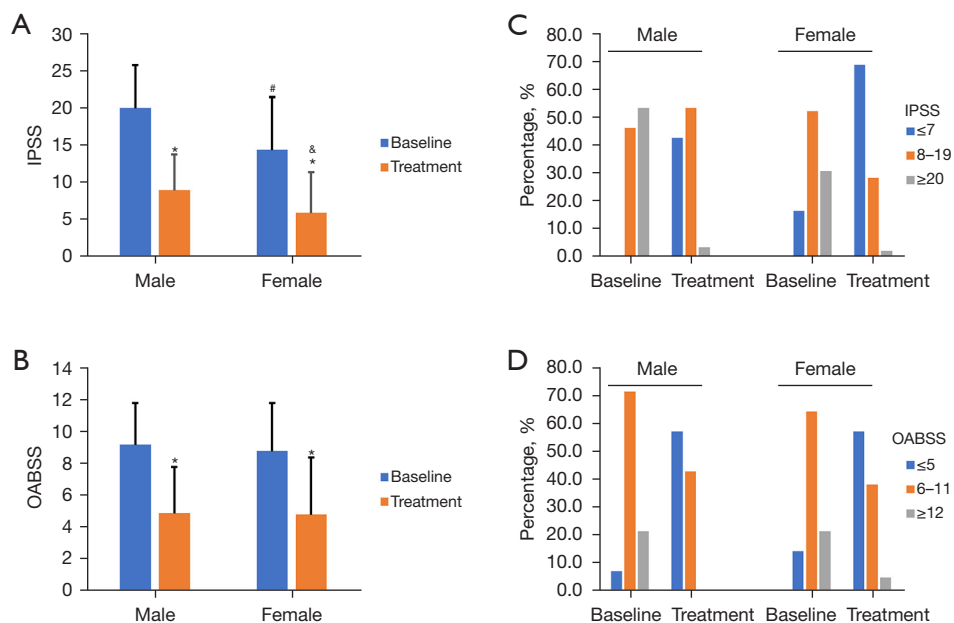 A
30
25
20
15
10
5
0
IPSS
#
*
&
*
Baseline
Treatment
Male Female
B
14
12
10
8
6
4
2
0
OABSS
*
*
Baseline
Treatment
Male Female
C
80.0
70.0
60.0
50.0
40.0
30.0
20.0
10.0
0.0
Percentage, %
Male Female
IPSS
≤7
8–19
≥20
Baseline Treatment Baseline Treatment
D
80.0
70.0
60.0
50.0
40.0
30.0
20.0
10.0
0.0
Percentage, %
Male Female
OABSS
≤5
6–11
≥12
Baseline Treatment Baseline Treatment